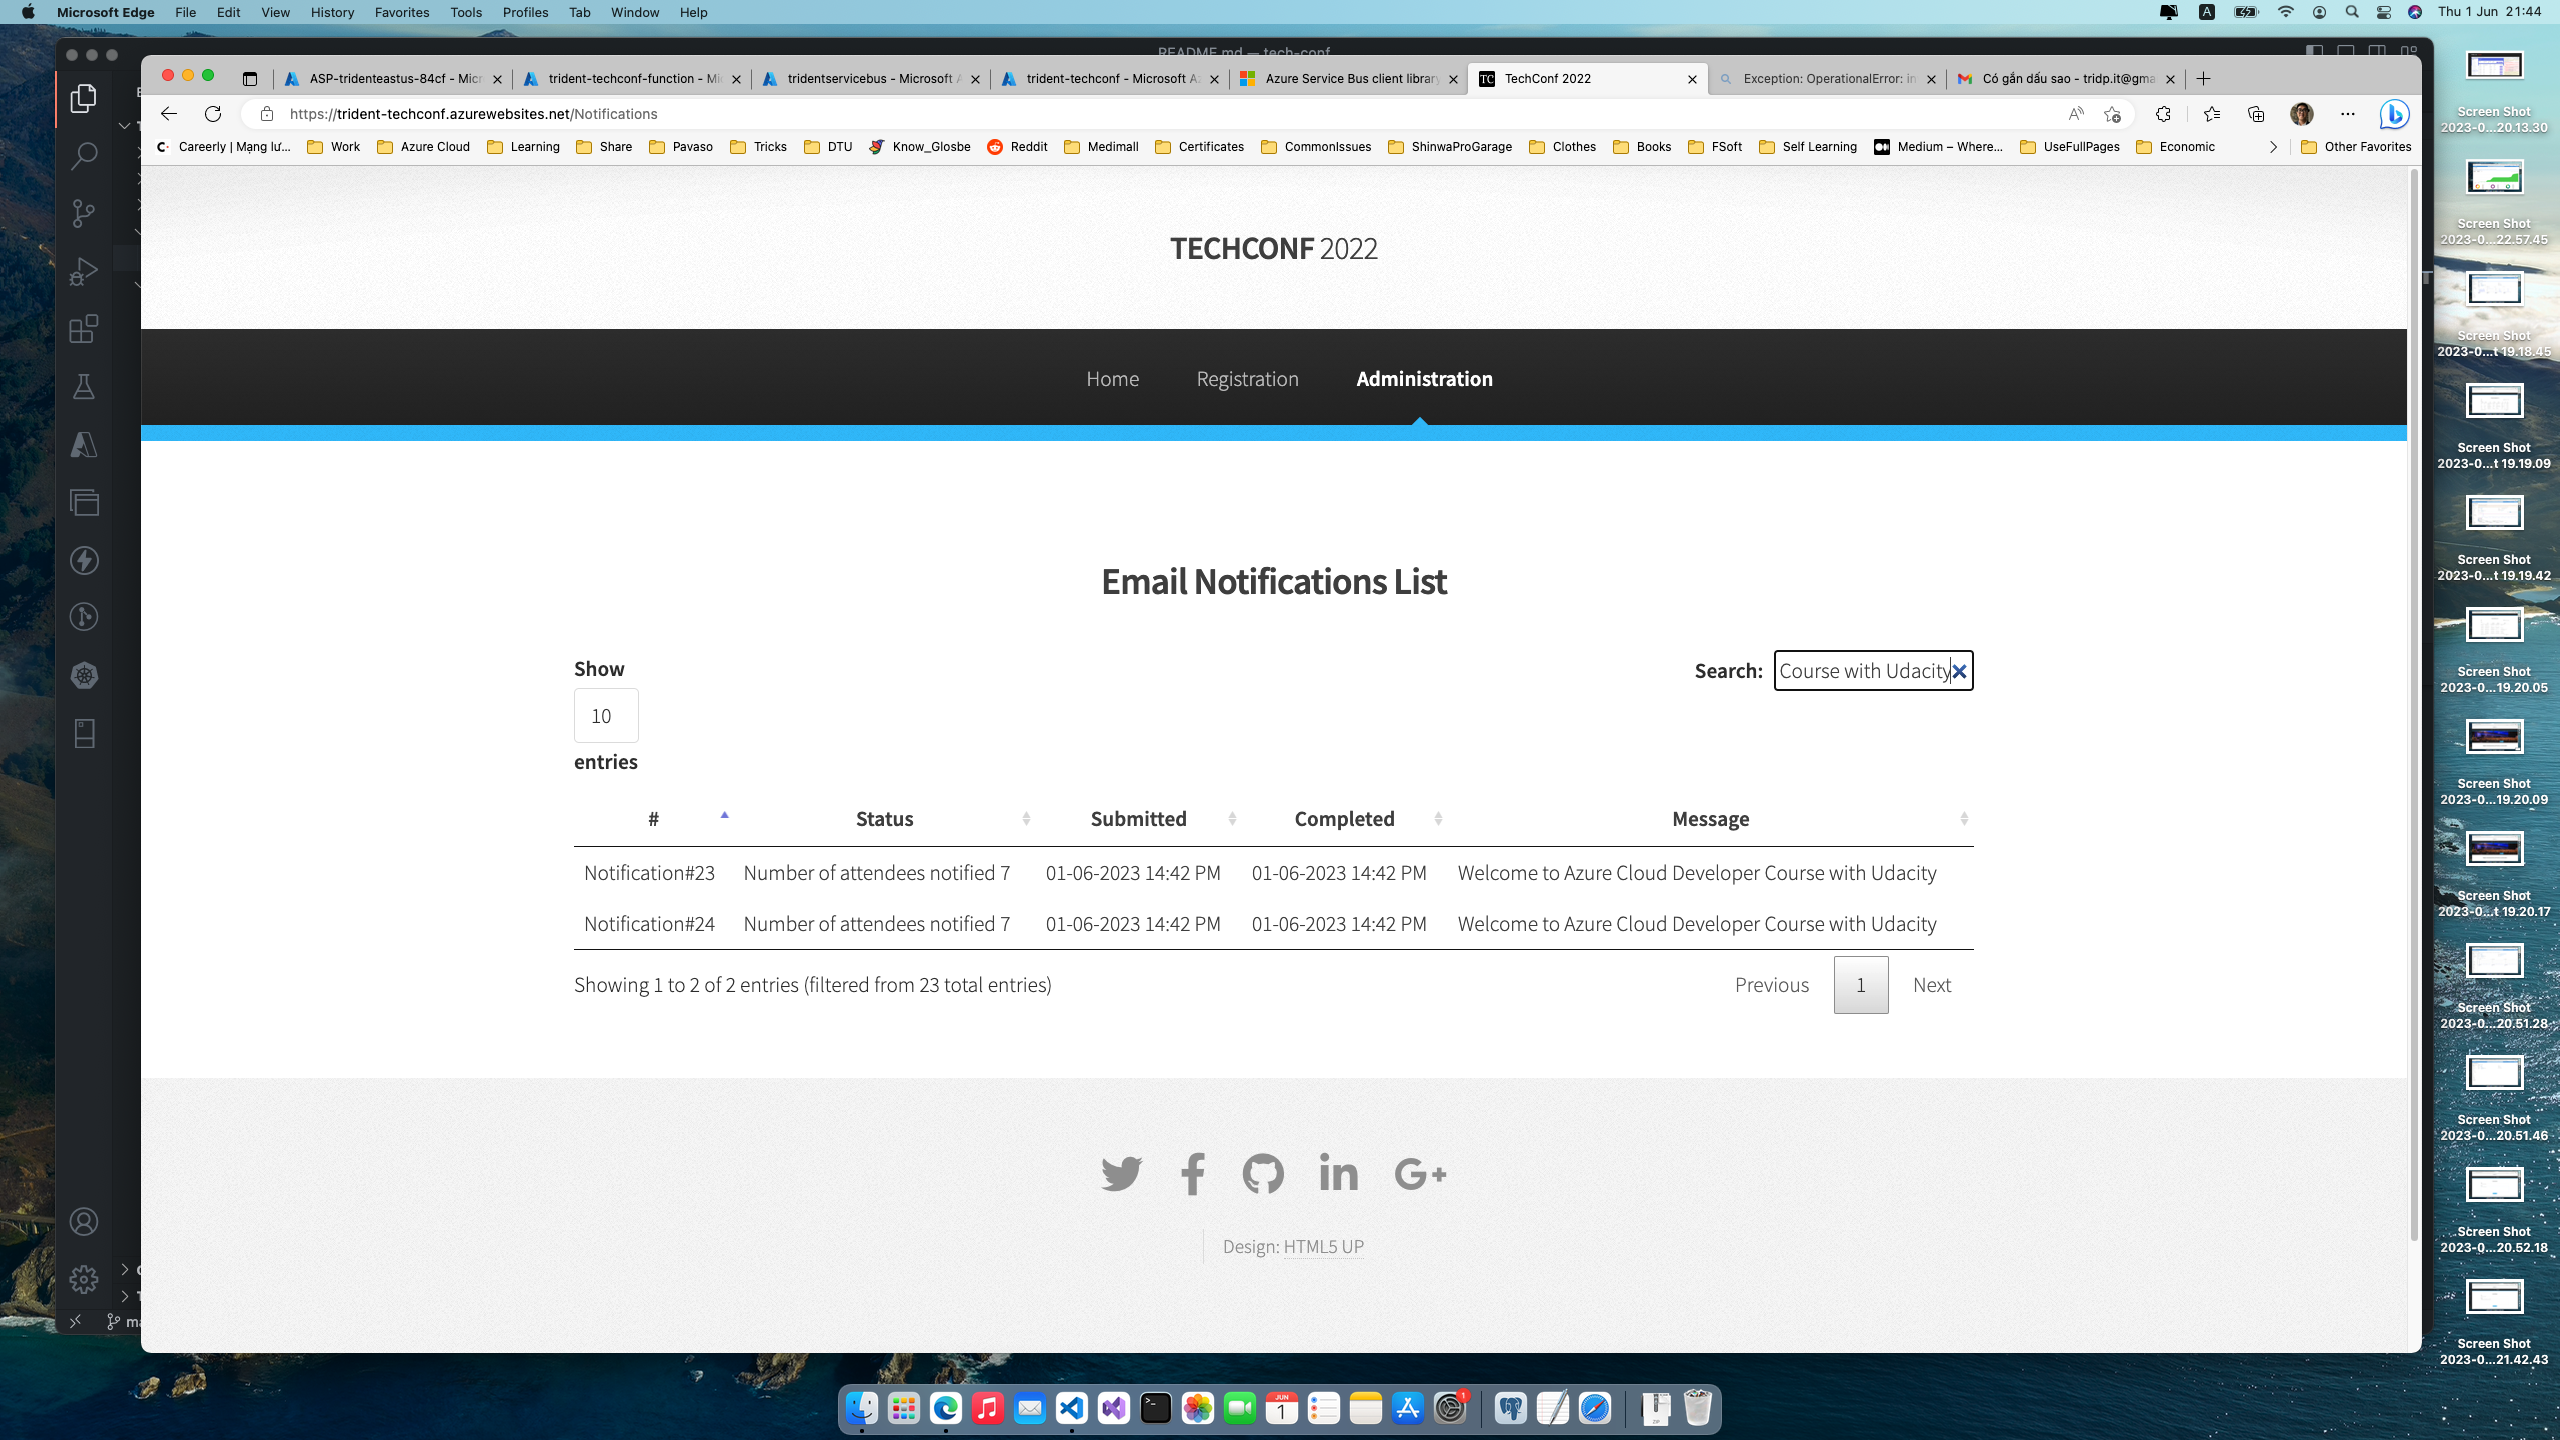 Microsoft Edge File Edit View History Favorites Tools Profiles Tab Window Help
A Thu 1 Jun 21:44
README.md — tech-conf
ASP-tridenteastus-84cf - Micr
trident-techconf-function - Mi
tridentservicebus - Microsoft A
trident-techconf - Microsoft Az
Azure Service Bus client library
TC TechConf 2022
Exception: OperationalError: in
Có gắn dấu sao - tridp.it@gma
https://trident-techconf.azurewebsites.net/Notifications
Careerly | Mạng lư... Work Azure Cloud Learning Share Pavaso Tricks DTU Know_Glosbe Reddit Medimall Certificates CommonIssues ShinwaProGarage Clothes Books FSoft Self Learning Medium – Where... UseFullPages Economic Other Favorites
TECHCONF 2022
Home Registration Administration
Email Notifications List
Show
10
entries
Search: Course with Udacity
# Status Submitted Completed Message
Notification#23 Number of attendees notified 7 01-06-2023 14:42 PM 01-06-2023 14:42 PM Welcome to Azure Cloud Developer Course with Udacity
Notification#24 Number of attendees notified 7 01-06-2023 14:42 PM 01-06-2023 14:42 PM Welcome to Azure Cloud Developer Course with Udacity
Showing 1 to 2 of 2 entries (filtered from 23 total entries)
Previous 1 Next
Design: HTML5 UP
Screen Shot
2023-0...20.13.30
Screen Shot
2023-0...22.57.45
Screen Shot
2023-0...t 19.18.45
Screen Shot
2023-0...t 19.19.09
Screen Shot
2023-0...t 19.19.42
Screen Shot
2023-0...19.20.05
Screen Shot
2023-0...19.20.09
Screen Shot
2023-0...t 19.20.17
Screen Shot
2023-0...20.51.28
Screen Shot
2023-0...20.51.46
Screen Shot
2023-0...20.52.18
Screen Shot
2023-0...21.42.43
JUN
1
1
ZIP